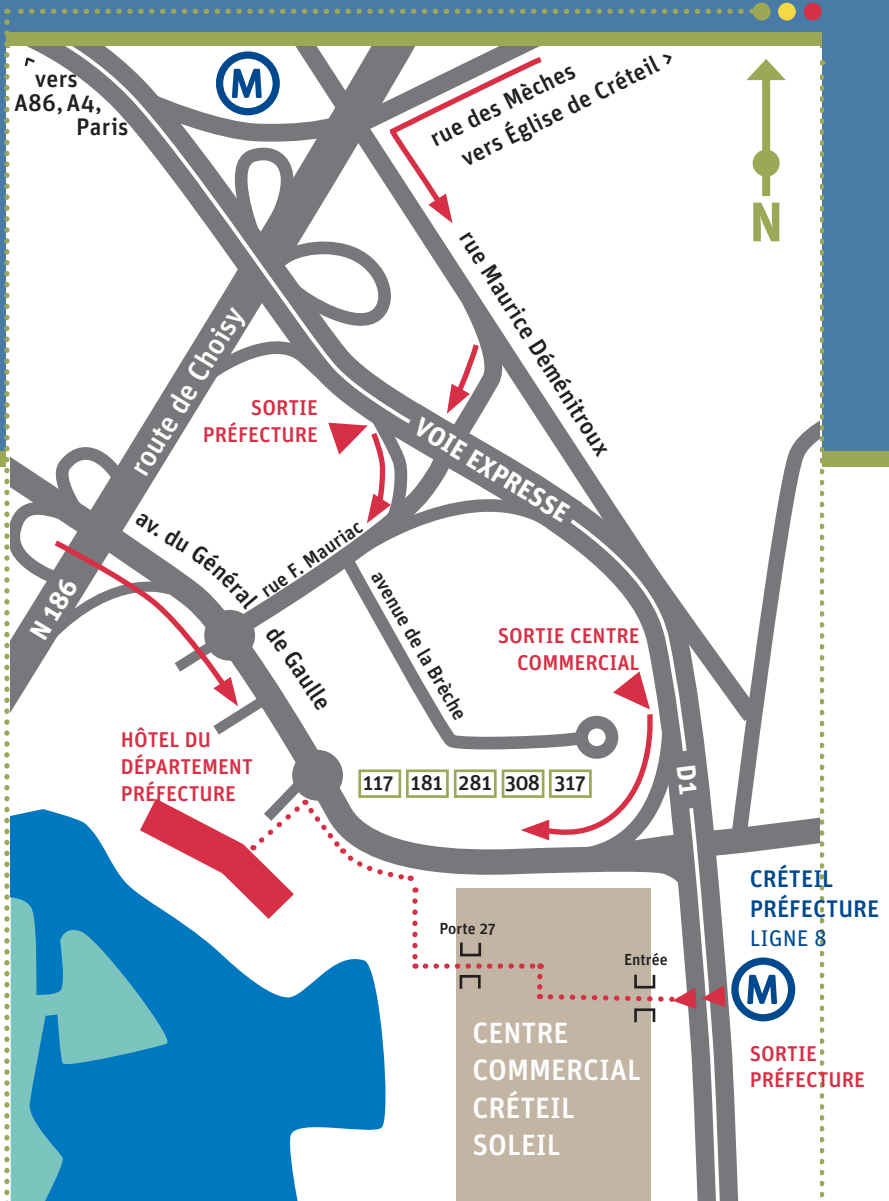 < vers
A86, A4,
Paris
M
rue des Mèches
vers Église de Créteil >
N
rue Maurice Déménitroux
route de Choisy
SORTIE
PRÉFECTURE
VOIE EXPRESSE
av. du Général
de Gaulle
rue F. Mauriac
avenue de la Brèche
N 186
SORTIE CENTRE
COMMERCIAL
HÔTEL DU
DÉPARTEMENT
PRÉFECTURE
117 181 281 308 317
D1
CRÉTEIL
PRÉFECTURE
LIGNE 8
M
SORTIE
PRÉFECTURE
Porte 27
Entrée
CENTRE
COMMERCIAL
CRÉTEIL
SOLEIL